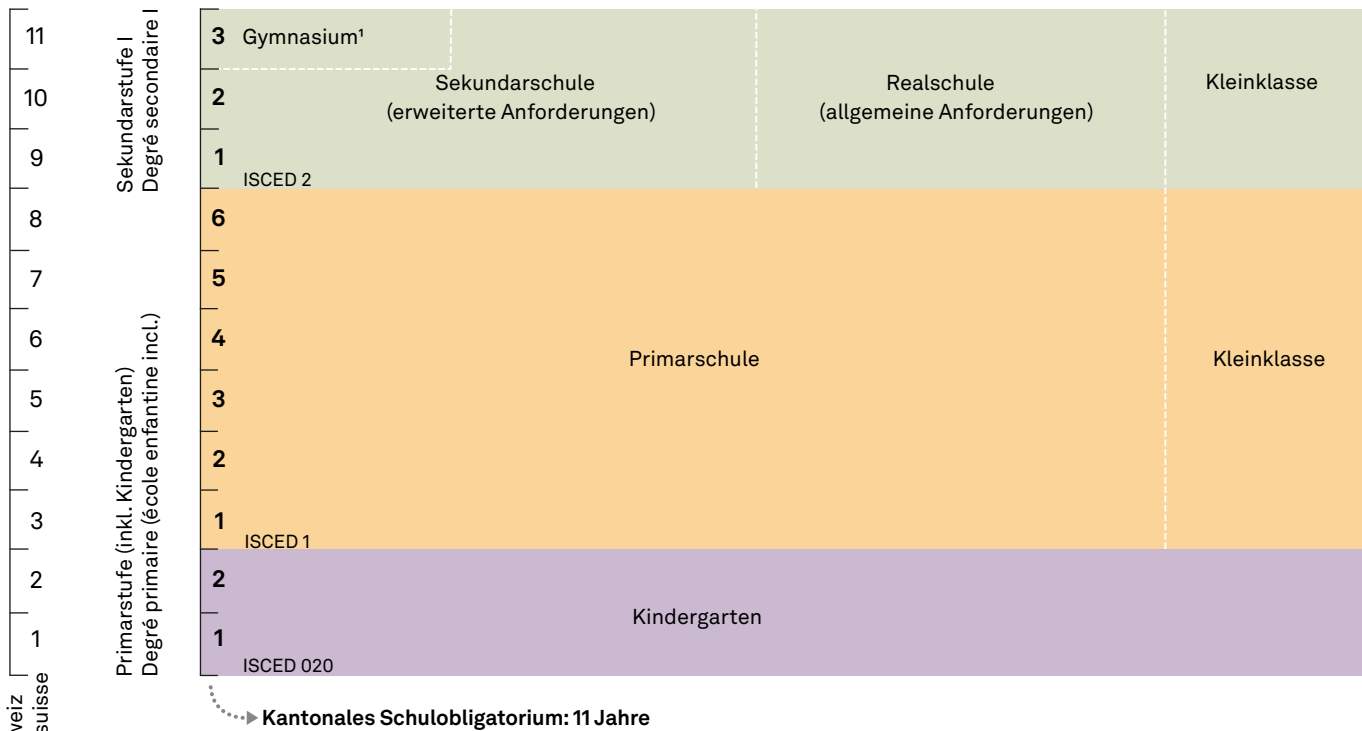 11
10
9
8
7
6
5
4
3
2
1
Sekundarstufe I
Degré secondaire I
Primarstufe (inkl. Kindergarten)
Degré primaire (école enfantine incl.)
3 Gymnasium¹
2
1
ISCED 2
Sekundarschule
(erweiterte Anforderungen)
Realschule
(allgemeine Anforderungen)
Kleinklasse
6
5
4
3
2
1
ISCED 1
Primarschule
Kleinklasse
2
1
ISCED 020
Kindergarten
Kantonales Schulobligatorium: 11 Jahre